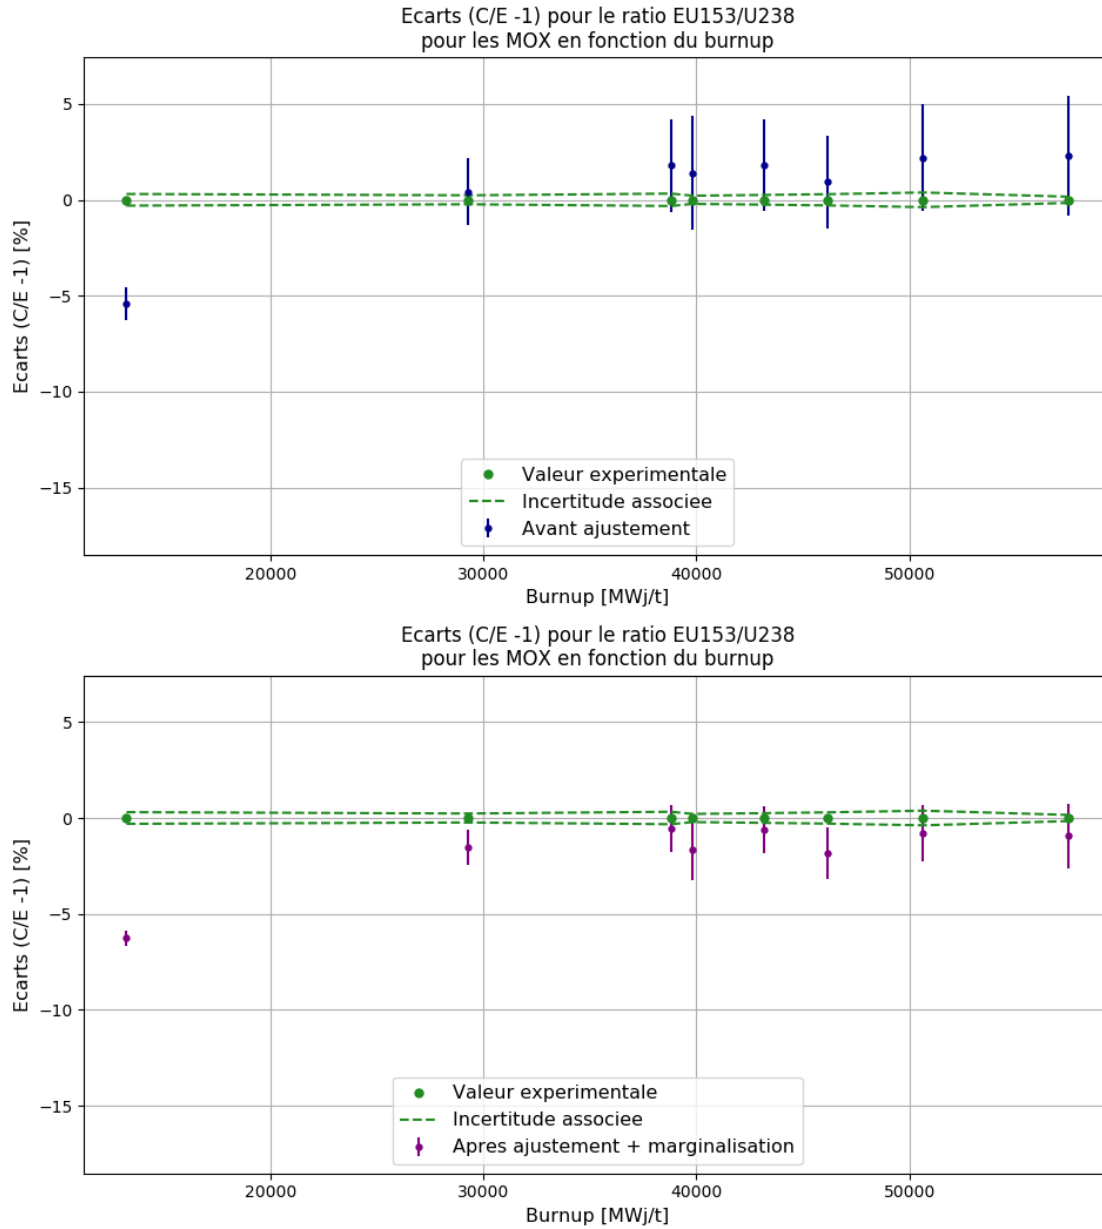 Ecarts (C/E -1) pour le ratio EU153/U238
pour les MOX en fonction du burnup
Ecarts (C/E -1) [%]
5
0
−5
−10
−15
Valeur experimentale
Incertitude associee
Avant ajustement
20000
30000
40000
50000
Burnup [MWj/t]
Ecarts (C/E -1) pour le ratio EU153/U238
pour les MOX en fonction du burnup
Ecarts (C/E -1) [%]
5
0
−5
−10
−15
Valeur experimentale
Incertitude associee
Apres ajustement + marginalisation
20000
30000
40000
50000
Burnup [MWj/t]